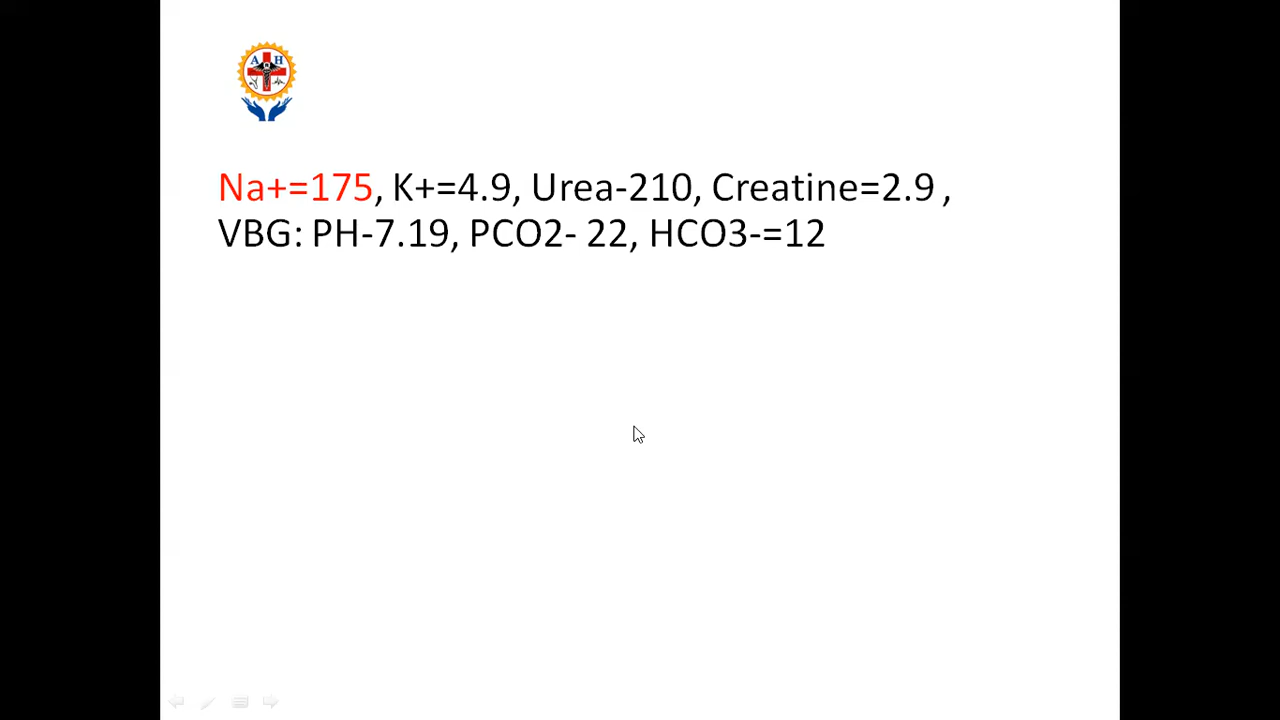 A H
Na+=175, K+=4.9, Urea-210, Creatine=2.9 ,
VBG: PH-7.19, PCO2- 22, HCO3-=12